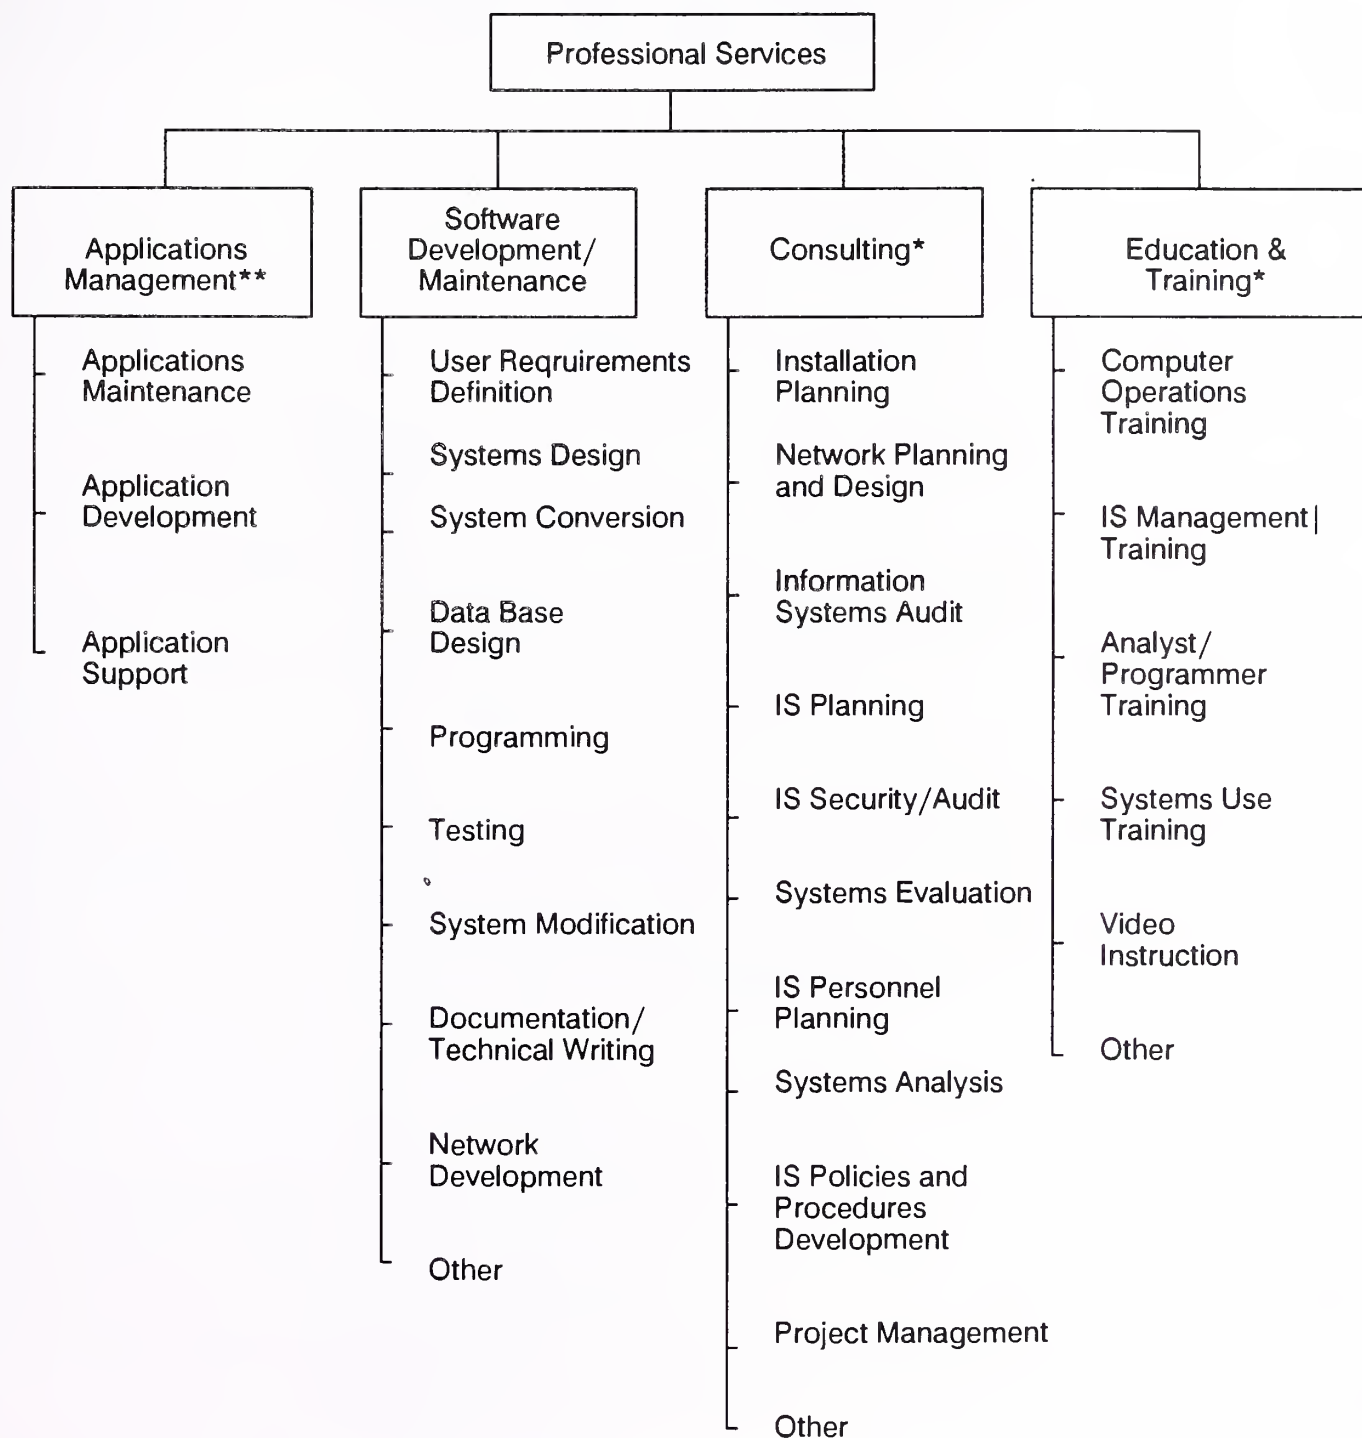 Professional Services
Applications
Management**
Software
Development/
Maintenance
Consulting*
Education &
Training*
Applications
Maintenance
Application
Development
Application
Support
User Reqruirements
Definition
Systems Design
System Conversion
Data Base
Design
Programming
Testing
System Modification
Documentation/
Technical Writing
Network
Development
Other
Installation
Planning
Network Planning
and Design
Information
Systems Audit
IS Planning
IS Security/Audit
Systems Evaluation
IS Personnel
Planning
Systems Analysis
IS Policies and
Procedures
Development
Project Management
Other
Computer
Operations
Training
IS Management|
Training
Analyst/
Programmer
Training
Systems Use
Training
Video
Instruction
Other